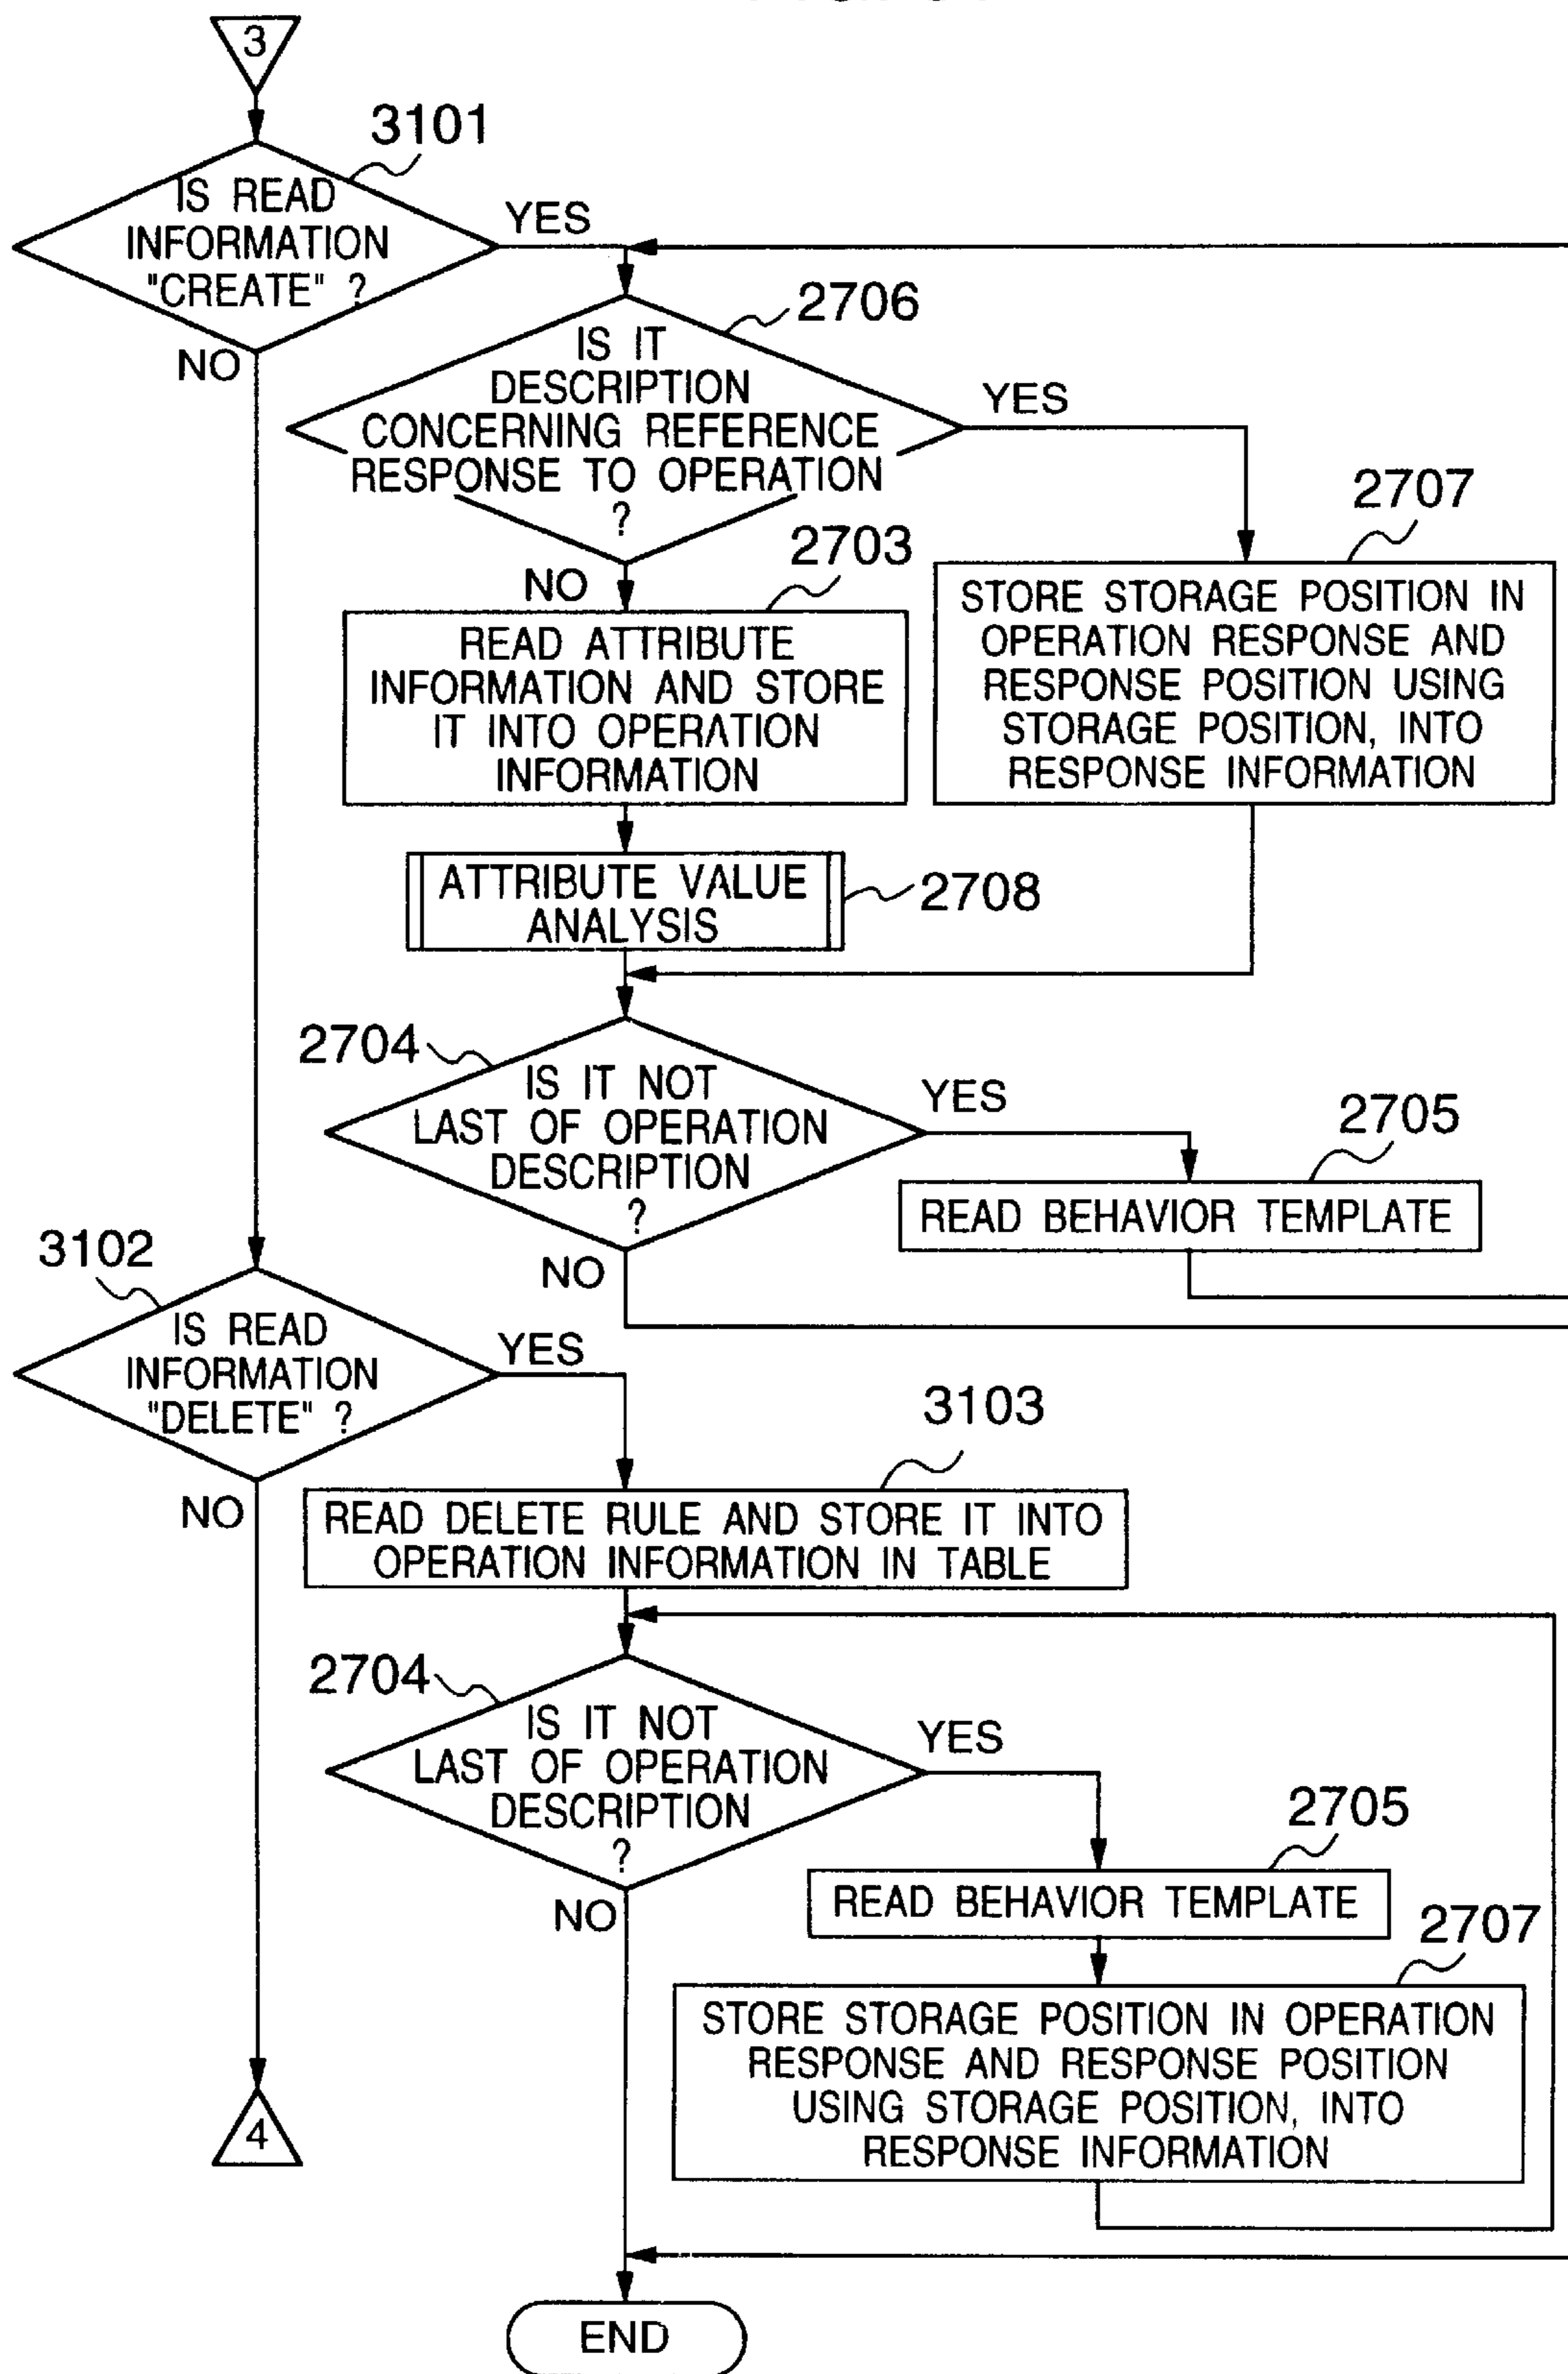 3
3101
IS READ
INFORMATION
"CREATE" ?
YES
NO
2706
IS IT
DESCRIPTION
CONCERNING REFERENCE
RESPONSE TO OPERATION
?
YES
NO
2707
STORE STORAGE POSITION IN
OPERATION RESPONSE AND
RESPONSE POSITION USING
STORAGE POSITION, INTO
RESPONSE INFORMATION
2703
READ ATTRIBUTE
INFORMATION AND STORE
IT INTO OPERATION
INFORMATION
ATTRIBUTE VALUE
ANALYSIS
2708
2704
IS IT NOT
LAST OF OPERATION
DESCRIPTION
?
YES
NO
2705
READ BEHAVIOR TEMPLATE
3102
IS READ
INFORMATION
"DELETE" ?
YES
NO
3103
READ DELETE RULE AND STORE IT INTO
OPERATION INFORMATION IN TABLE
2704
IS IT NOT
LAST OF OPERATION
DESCRIPTION
?
YES
NO
2705
READ BEHAVIOR TEMPLATE
2707
STORE STORAGE POSITION IN OPERATION
RESPONSE AND RESPONSE POSITION
USING STORAGE POSITION, INTO
RESPONSE INFORMATION
4
END